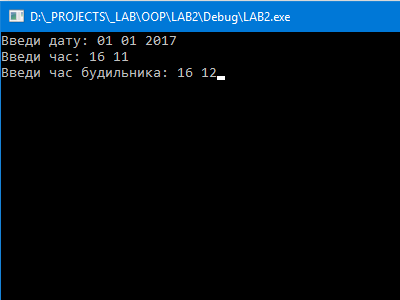 D:\_PROJECTS\_LAB\OOP\LAB2\Debug\LAB2.exe
Введи дату: 01 01 2017
Введи час: 16 11
Введи час будильника: 16 12